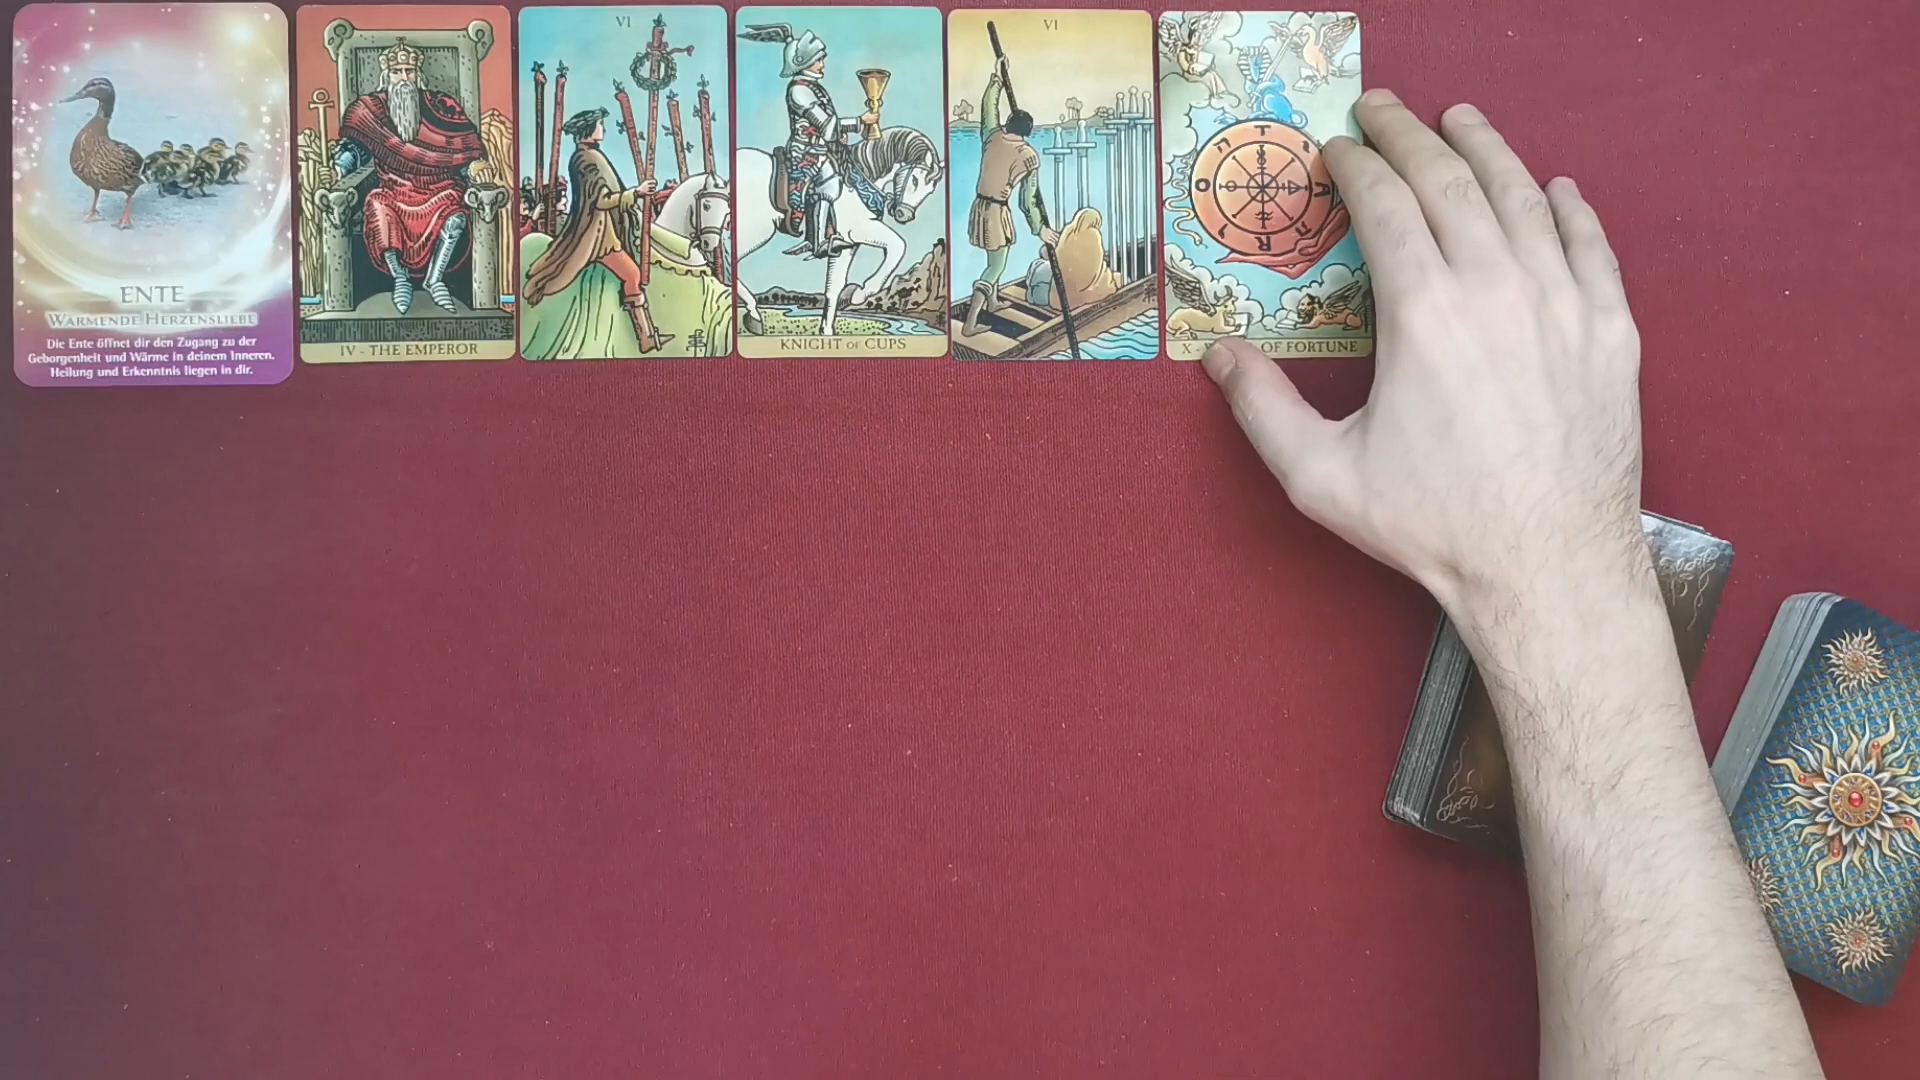 ENTE
WÄRMENDE HERZENSLIEBE
Die Ente öffnet dir den Zugang zu der
Geborgenheit und Wärme in deinem Inneren.
Heilung und Erkenntnis liegen in dir.
IV - THE EMPEROR
VI
KNIGHT OF CUPS
VI
T
A
R
O
X - OF FORTUNE